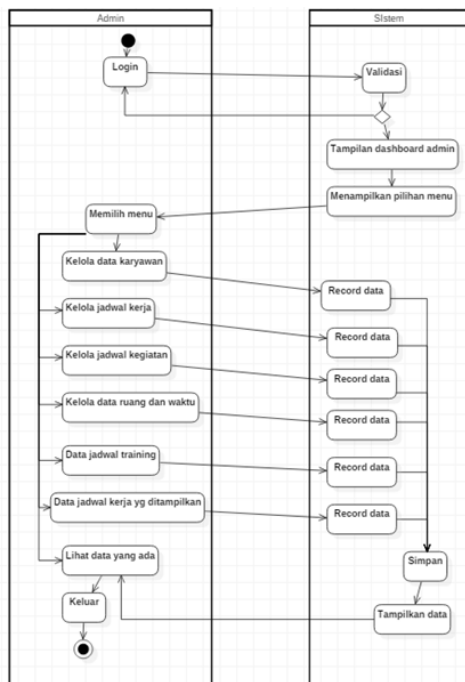 Admin
SIstem
Login
Validasi
Tampilan dashboard admin
Menampilkan pilihan menu
Memilih menu
Kelola data karyawan
Record data
Kelola jadwal kerja
Record data
Kelola jadwal kegiatan
Record data
Kelola data ruang dan waktu
Record data
Data jadwal training
Record data
Data jadwal kerja yg ditampilkan
Record data
Lihat data yang ada
Simpan
Keluar
Tampilkan data